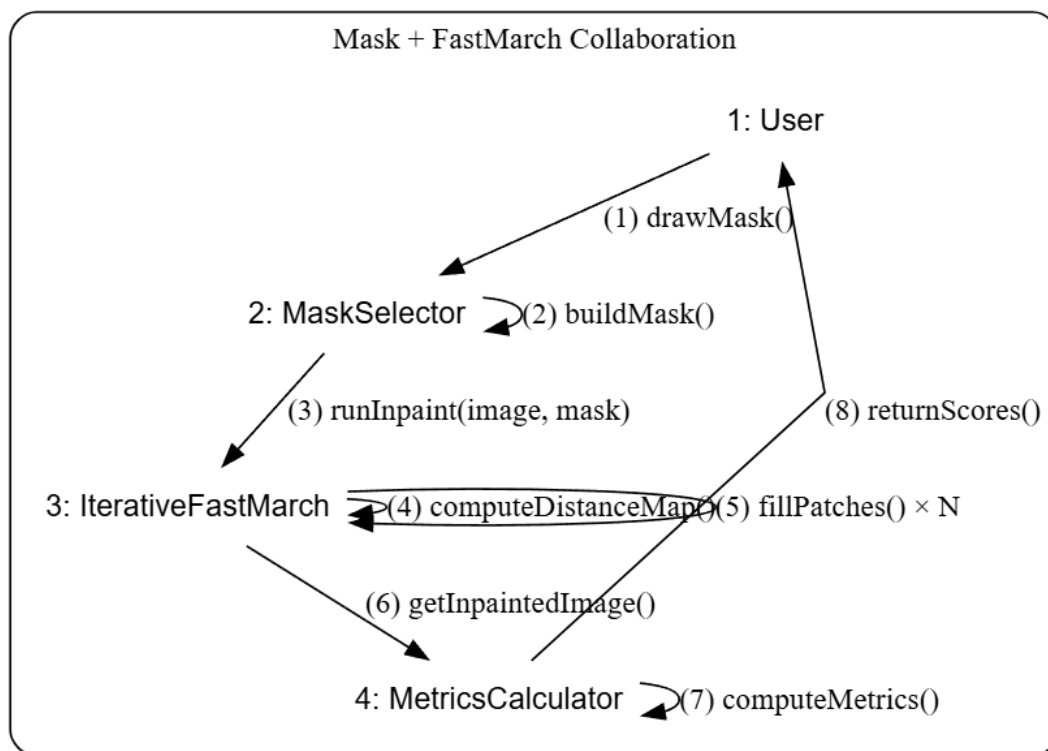 Mask + FastMarch Collaboration
1: User
(1) drawMask()
2: MaskSelector
(2) buildMask()
(3) runInpaint(image, mask)
(8) returnScores()
3: IterativeFastMarch
(4) computeDistanceMap()
(5) fillPatches() × N
(6) getInpaintedImage()
4: MetricsCalculator
(7) computeMetrics()